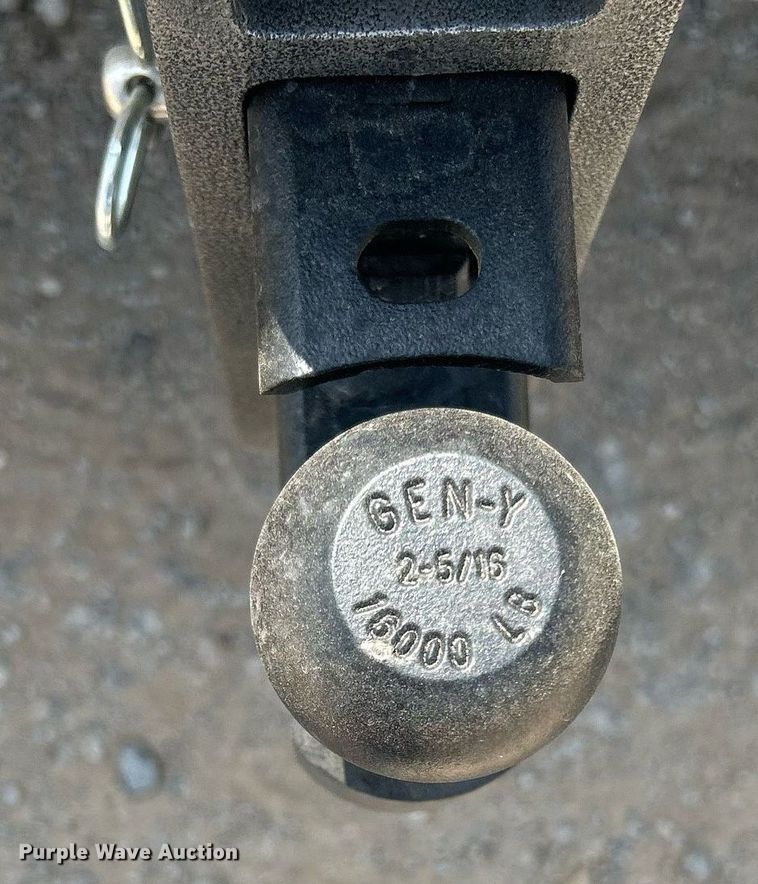 GEN-Y
2-5/16
16000 LB
Purple Wave Auction